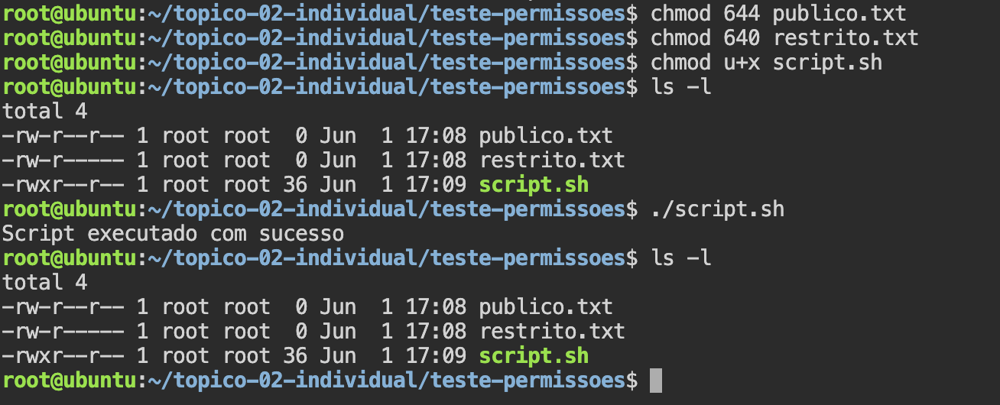 root@ubuntu:~/topico-02-individual/teste-permissoes$ chmod 644 publico.txt
root@ubuntu:~/topico-02-individual/teste-permissoes$ chmod 640 restrito.txt
root@ubuntu:~/topico-02-individual/teste-permissoes$ chmod u+x script.sh
root@ubuntu:~/topico-02-individual/teste-permissoes$ ls -l
total 4
-rw-r--r-- 1 root root  0 Jun  1 17:08 publico.txt
-rw-r----- 1 root root  0 Jun  1 17:08 restrito.txt
-rwxr--r-- 1 root root 36 Jun  1 17:09 script.sh
root@ubuntu:~/topico-02-individual/teste-permissoes$ ./script.sh
Script executado com sucesso
root@ubuntu:~/topico-02-individual/teste-permissoes$ ls -l
total 4
-rw-r--r-- 1 root root  0 Jun  1 17:08 publico.txt
-rw-r----- 1 root root  0 Jun  1 17:08 restrito.txt
-rwxr--r-- 1 root root 36 Jun  1 17:09 script.sh
root@ubuntu:~/topico-02-individual/teste-permissoes$